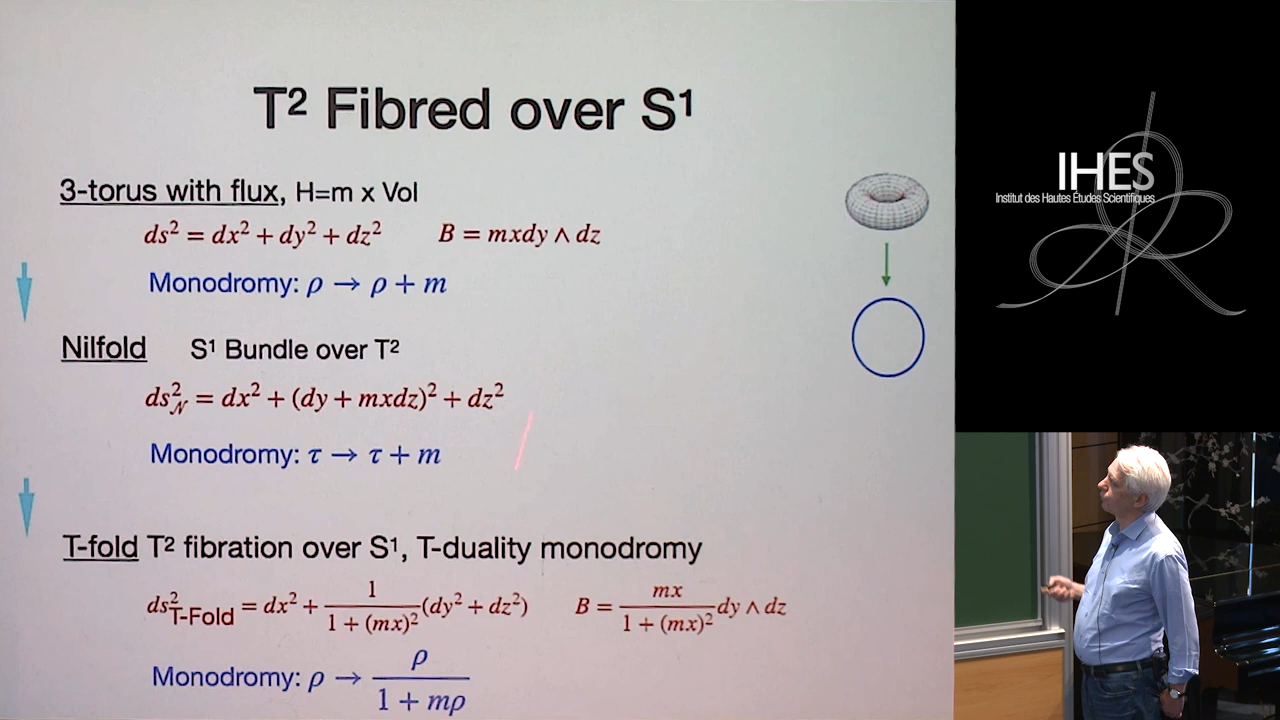 T² Fibred over S¹
3-torus with flux, H=m x Vol
ds² = dx² + dy² + dz² B = mxdy ∧ dz
Monodromy: ρ → ρ + m
Nilfold S¹ Bundle over T²
ds²_𝒩 = dx² + (dy + mxdz)² + dz²
Monodromy: τ → τ + m
T-fold T² fibration over S¹, T-duality monodromy
ds²_T-Fold = dx² + 1/(1 + (mx)²) (dy² + dz²) B = mx/(1 + (mx)²) dy ∧ dz
Monodromy: ρ → ρ/(1 + mρ)
IHES
Institut des Hautes Études Scientifiques